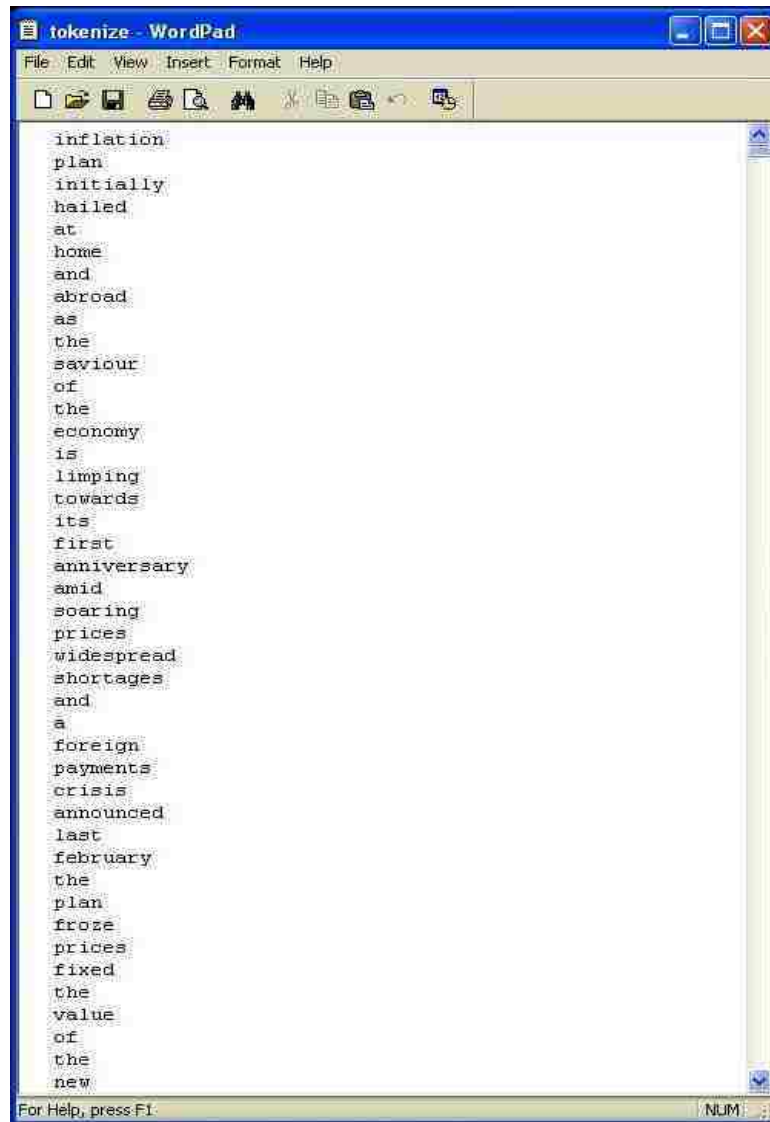 tokenize - WordPad
File Edit View Insert Format Help
inflation
plan
initially
hailed
at
home
and
abroad
as
the
saviour
of
the
economy
is
limping
towards
its
first
anniversary
amid
soaring
prices
widespread
shortages
and
a
foreign
payments
crisis
announced
last
february
the
plan
froze
prices
fixed
the
value
of
the
new
For Help, press F1 NUM